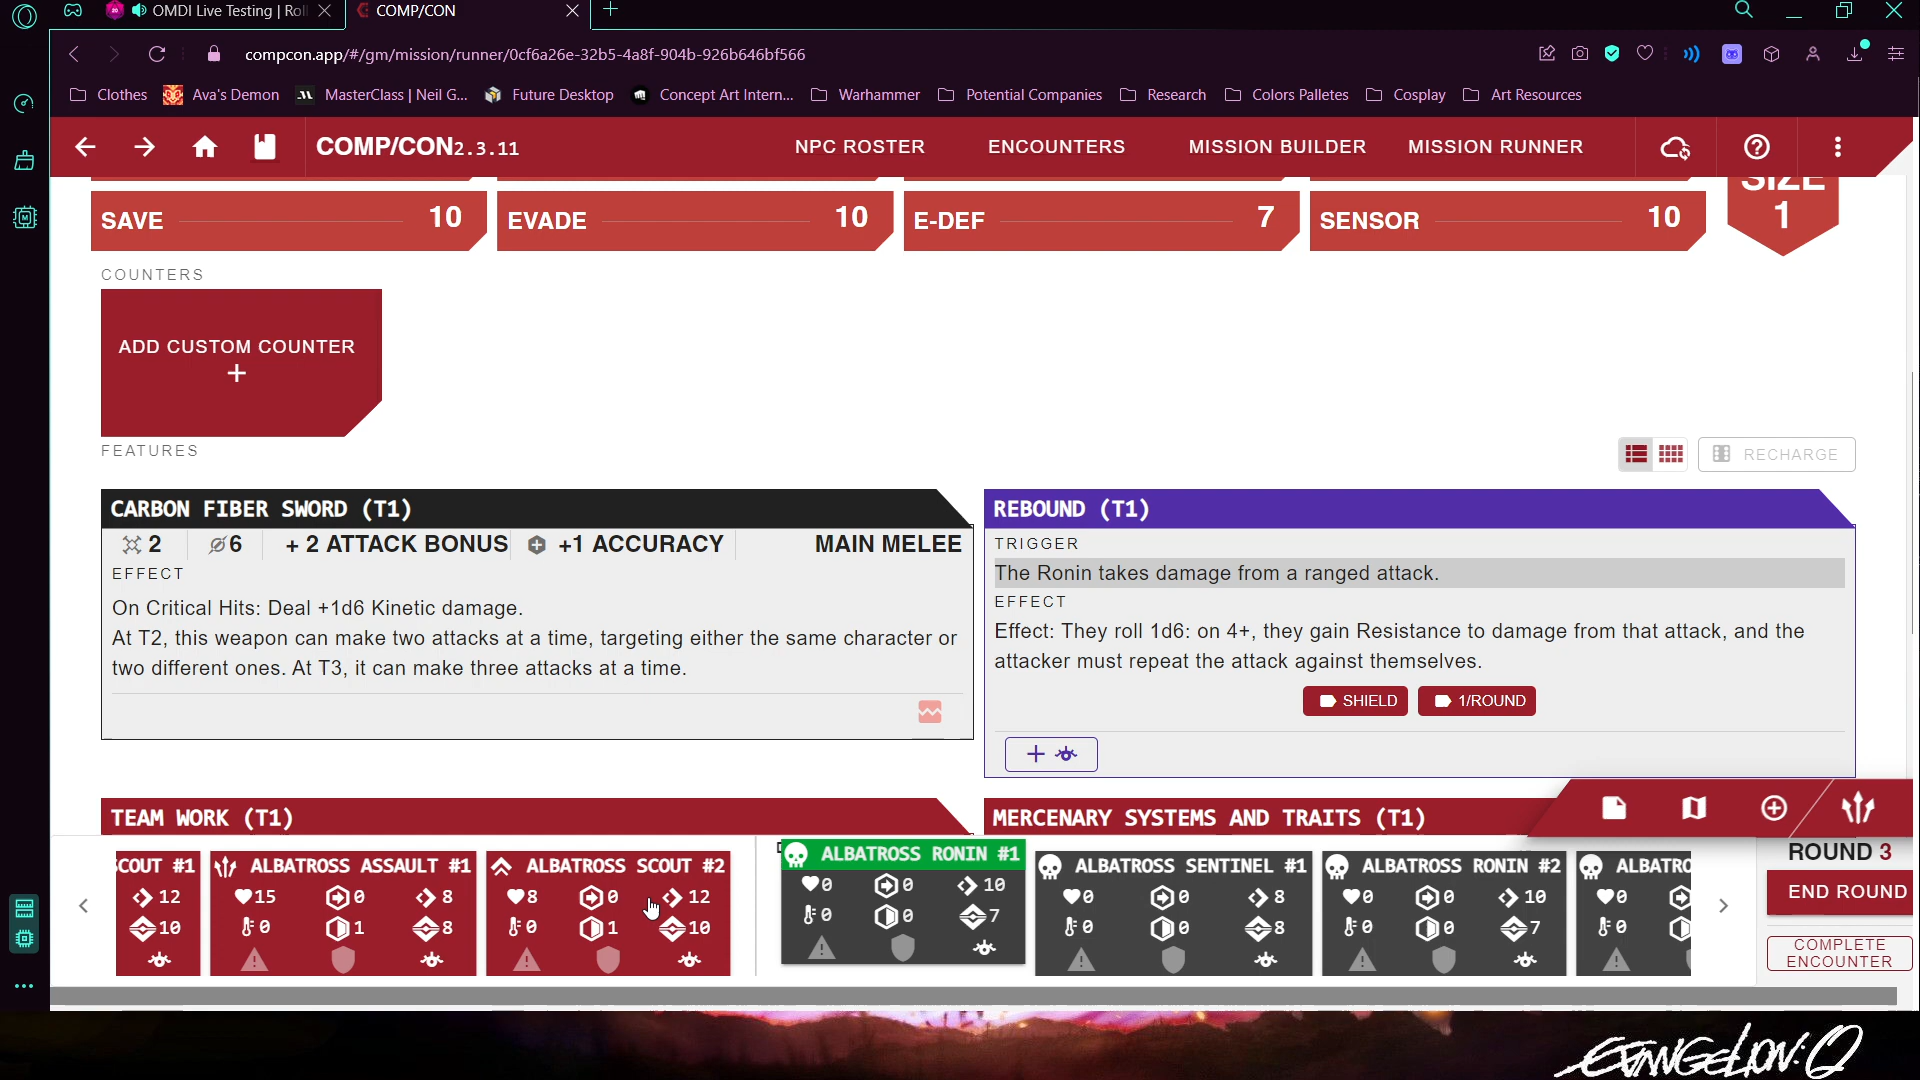 OMDI Live Testing | Roll
COMP/CON
compcon.app/#/gm/mission/runner/0cf6a26e-32b5-4a8f-904b-926b646bf566
Clothes
Ava's Demon
MasterClass | Neil G...
Future Desktop
Concept Art Intern...
Warhammer
Potential Companies
Research
Colors Palletes
Cosplay
Art Resources
COMP/CON 2.3.11
NPC ROSTER
ENCOUNTERS
MISSION BUILDER
MISSION RUNNER
SAVE 10
EVADE 10
E-DEF 7
SENSOR 10
SIZE
1
COUNTERS
ADD CUSTOM COUNTER
+
FEATURES
RECHARGE
CARBON FIBER SWORD (T1)
2 6 + 2 ATTACK BONUS +1 ACCURACY MAIN MELEE
EFFECT
On Critical Hits: Deal +1d6 Kinetic damage.
At T2, this weapon can make two attacks at a time, targeting either the same character or
two different ones. At T3, it can make three attacks at a time.
REBOUND (T1)
TRIGGER
The Ronin takes damage from a ranged attack.
EFFECT
Effect: They roll 1d6: on 4+, they gain Resistance to damage from that attack, and the
attacker must repeat the attack against themselves.
SHIELD
1/ROUND
TEAM WORK (T1)
MERCENARY SYSTEMS AND TRAITS (T1)
SCOUT #1
12
10
ALBATROSS ASSAULT #1
15 0 8
0 1 8
ALBATROSS SCOUT #2
8 0 12
0 1 10
ALBATROSS RONIN #1
0 0 10
0 0 7
ALBATROSS SENTINEL #1
0 0 8
0 0 8
ALBATROSS RONIN #2
0 0 10
0 0 7
ALBATRO
0
0
ROUND 3
END ROUND
COMPLETE
ENCOUNTER
EVANGELION:Q